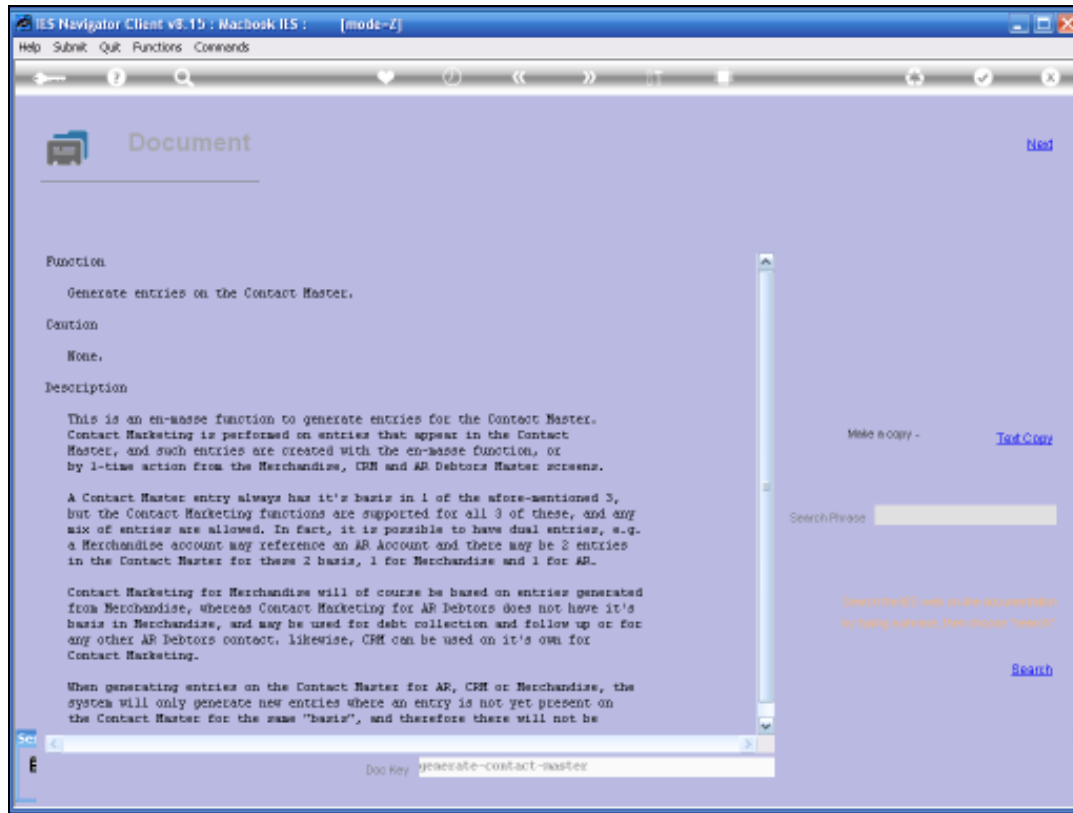 IES Navigator Client v8.15 : Macbook IES : [mode-Z]
Help Submit Quit Functions Commands
Document
Next
Function
Generate entries on the Contact Master.
Caution
None.
Description
This is an en-masse function to generate entries for the Contact Master.
Contact Marketing is performed on entries that appear in the Contact
Master, and such entries are created with the en-masse function, or
by 1-time action from the Merchandise, CRM and AR Debtors Master screens.
A Contact Master entry always has it's basis in 1 of the afore-mentioned 3,
but the Contact Marketing functions are supported for all 3 of these, and any
mix of entries are allowed. In fact, it is possible to have dual entries, e.g.
a Merchandise account may reference an AR Account and there may be 2 entries
in the Contact Master for these 2 basis, 1 for Merchandise and 1 for AR.
Contact Marketing for Merchandise will of course be based on entries generated
from Merchandise, whereas Contact Marketing for AR Debtors does not have it's
basis in Merchandise, and may be used for debt collection and follow up or for
any other AR Debtors contact. likewise, CRM can be used on it's own for
Contact Marketing.
When generating entries on the Contact Master for AR, CRM or Merchandise, the
system will only generate new entries where an entry is not yet present on
the Contact Master for the same "basis", and therefore there will not be
Make a copy -
Text Copy
Search Phrase
Search
Ser
Doc Key generate-contact-master